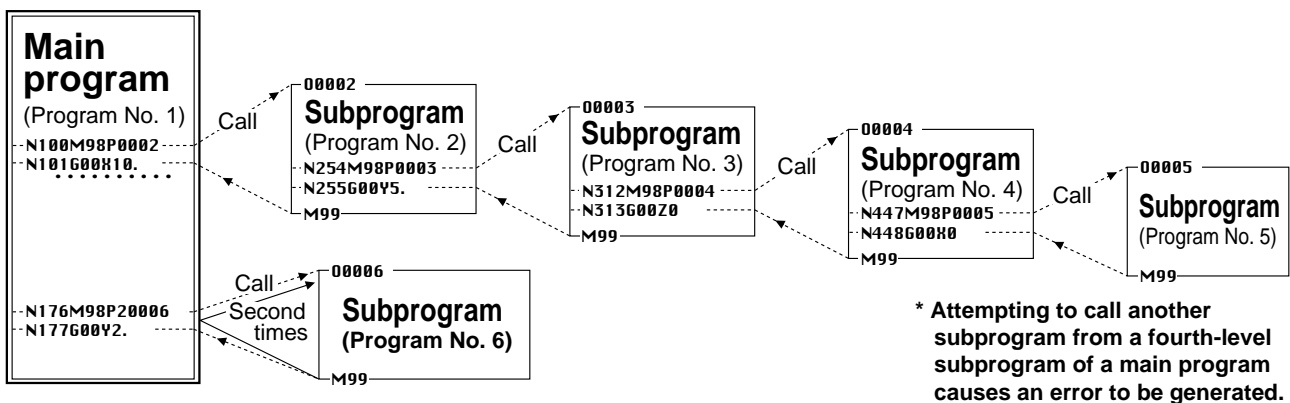 Main
program
(Program No. 1)
N100M98P0002
N101G00X10.
Call
O0002
Subprogram
(Program No. 2)
N254M98P0003
N255G00Y5.
M99
Call
O0003
Subprogram
(Program No. 3)
N312M98P0004
N313G00Z0
M99
Call
O0004
Subprogram
(Program No. 4)
N447M98P0005
N448G00X0
M99
Call
O0005
Subprogram
(Program No. 5)
M99
N176M98P20006
N177G00Y2.
Call
Second
times
O0006
Subprogram
(Program No. 6)
M99
* Attempting to call another
subprogram from a fourth-level
subprogram of a main program
causes an error to be generated.